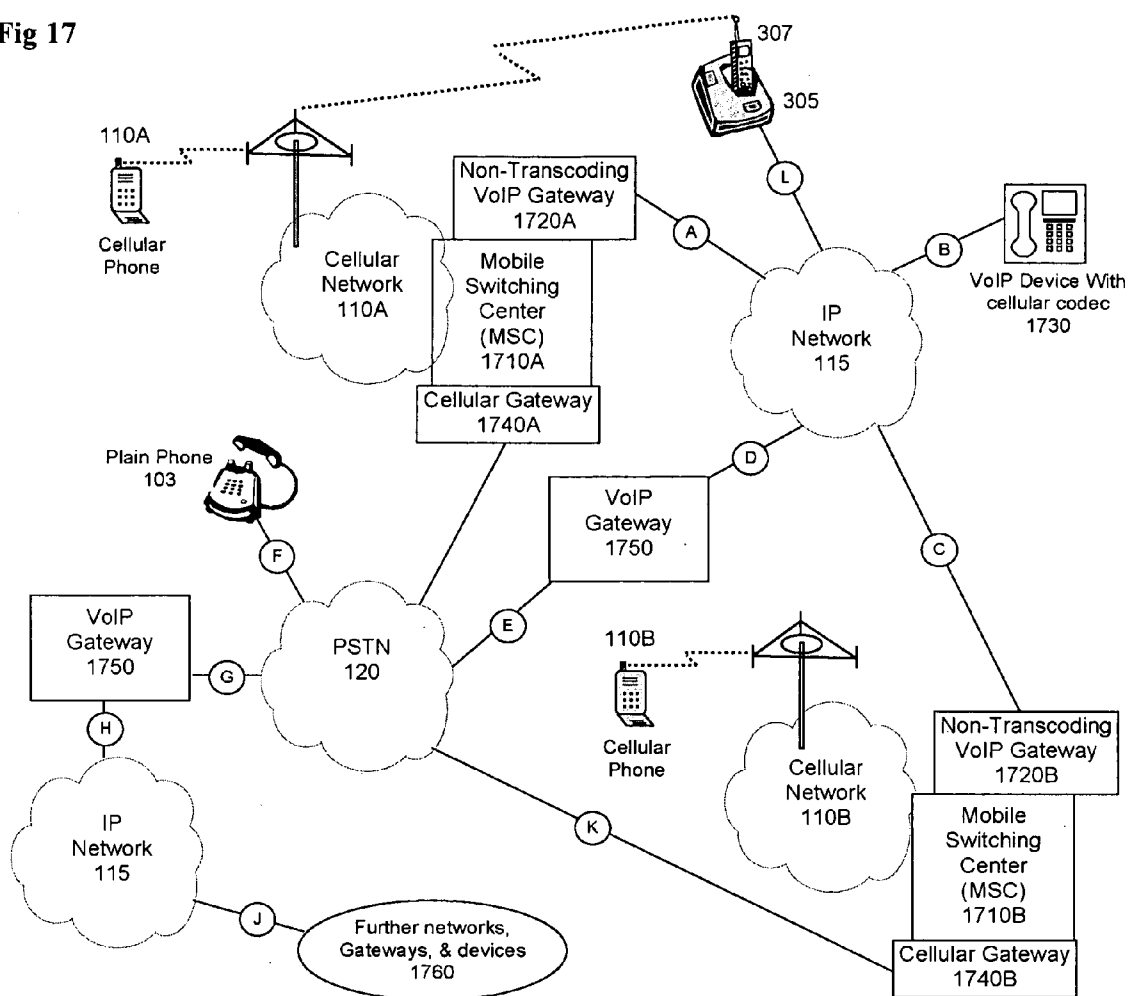 Fig 17
307
305
110A
Cellular
Phone
Non-Transcoding
VoIP Gateway
1720A
Cellular
Network
110A
Mobile
Switching
Center
(MSC)
1710A
Cellular Gateway
1740A
L
A
B
VoIP Device With
cellular codec
1730
IP
Network
115
Plain Phone
103
F
D
VoIP
Gateway
1750
C
E
PSTN
120
VoIP
Gateway
1750
G
H
110B
Cellular
Phone
Cellular
Network
110B
Non-Transcoding
VoIP Gateway
1720B
Mobile
Switching
Center
(MSC)
1710B
Cellular Gateway
1740B
K
IP
Network
115
J
Further networks,
Gateways, & devices
1760